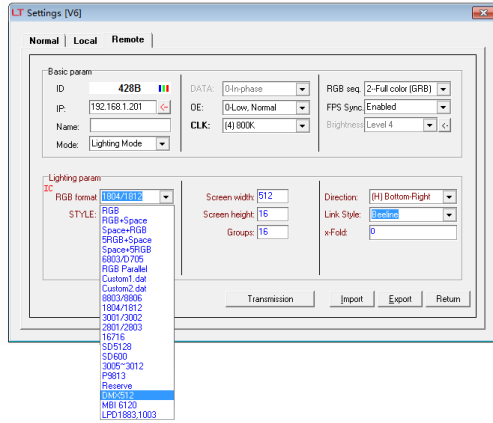 LT Settings [V6]
Normal Local Remote
Basic param
ID 428B
IP: 192.168.1.201 <-
Name:
Mode: Lighting Mode
DATA: 0-In-phase
OE: 0-Low, Normal
CLK: (4) 800K
RGB seq. 2--Full color (GRB)
FPS Sync. Enabled
Brightness Level 4 <-
Lighting param
IC
RGB format 1804/1812
STYLE:
RGB
RGB+Space
Space+RGB
5RGB+Space
Space+5RGB
6803/D705
RGB Parallel
Custom1.dat
Custom2.dat
8803/8806
1804/1812
3001/3002
2801/2803
16716
SD5128
SD600
3005~3012
P9813
Reserve
DMX512
MBI 6120
LPD1883,1003
Screen width: 512
Screen height: 16
Groups: 16
Direction: (H) Bottom-Right
Link Style: Beeline
x-Fold: 0
Transmission Import Export Return